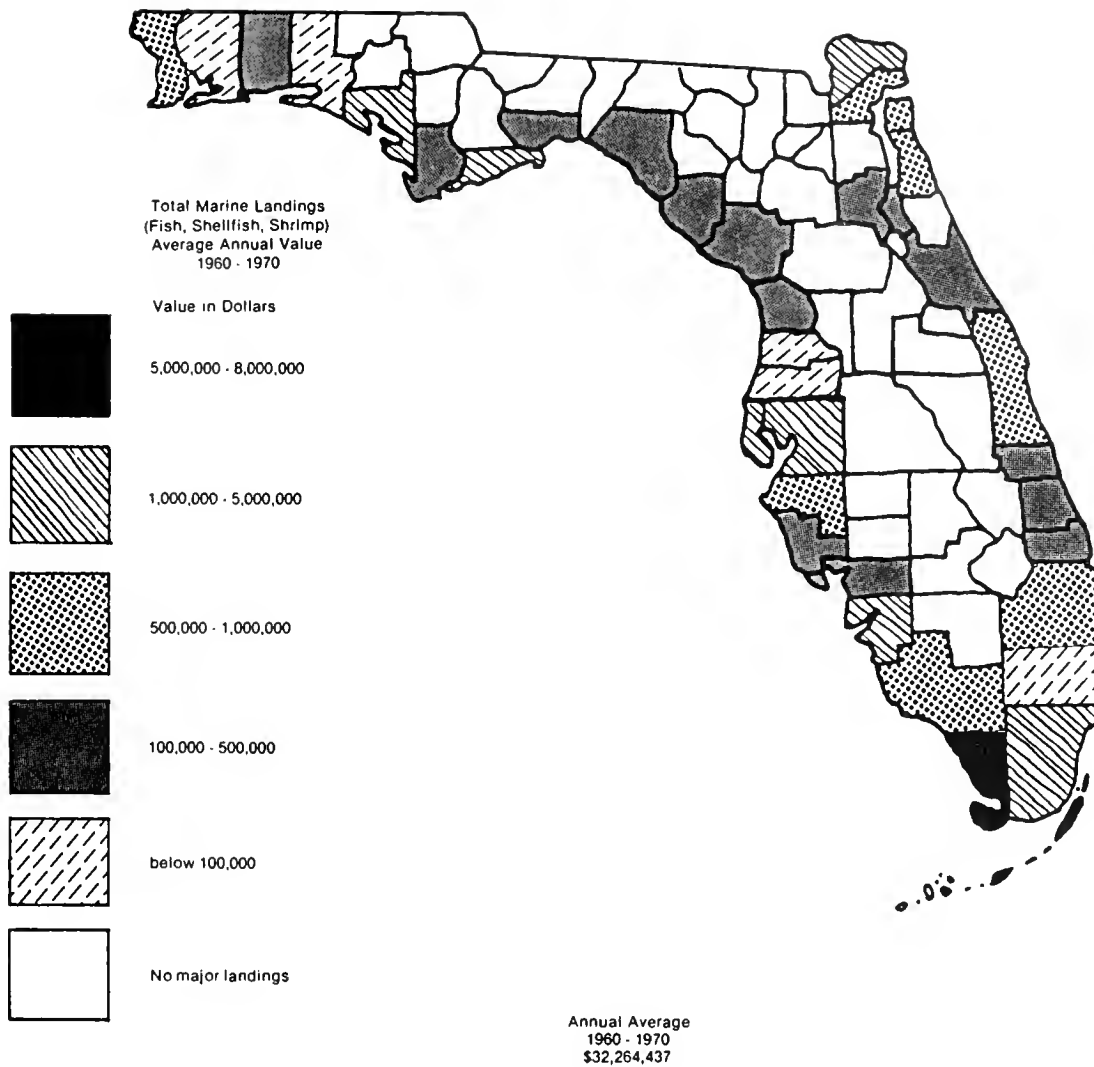 Total Marine Landings
(Fish, Shellfish, Shrimp)
Average Annual Value
1960 - 1970
Value in Dollars
5,000,000 - 8,000,000
1,000,000 - 5,000,000
500,000 - 1,000,000
100,000 - 500,000
below 100,000
No major landings
Annual Average
1960 - 1970
$32,264,437